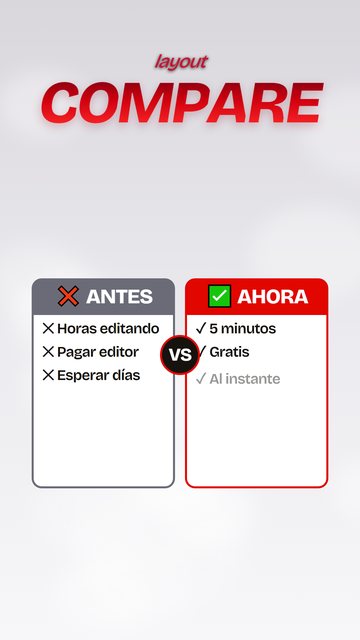 layout
COMPARE
❌ ANTES
✕ Horas editando
✕ Pagar editor
✕ Esperar días
VS
✅ AHORA
✓ 5 minutos
✓ Gratis
✓ Al instante